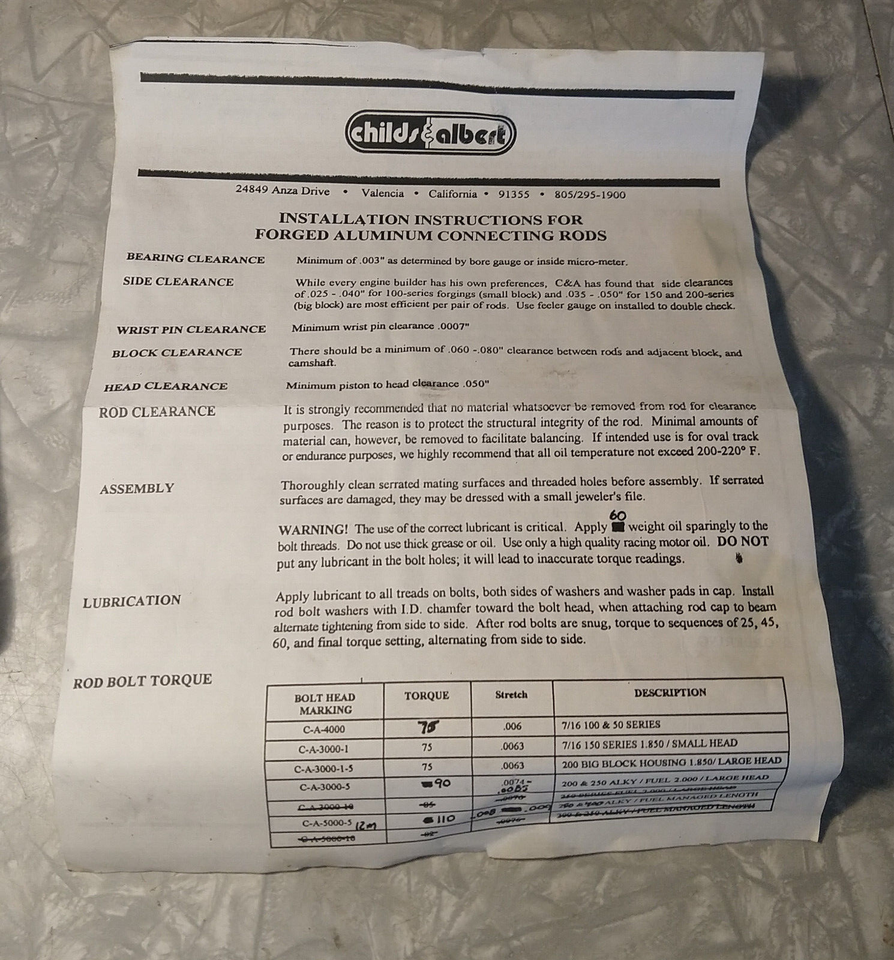 childs & albert
24849 Anza Drive • Valencia • California • 91355 • 805/295-1900
INSTALLATION INSTRUCTIONS FOR
FORGED ALUMINUM CONNECTING RODS
BEARING CLEARANCE Minimum of .003" as determined by bore gauge or inside micro-meter.
SIDE CLEARANCE While every engine builder has his own preferences, C&A has found that side clearances
of .025 - .040" for 100-series forgings (small block) and .035 - .050" for 150 and 200-series
(big block) are most efficient per pair of rods. Use feeler gauge on installed to double check.
WRIST PIN CLEARANCE Minimum wrist pin clearance .0007"
BLOCK CLEARANCE There should be a minimum of .060 -.080" clearance between rods and adjacent block, and
camshaft.
HEAD CLEARANCE Minimum piston to head clearance .050"
ROD CLEARANCE It is strongly recommended that no material whatsoever be removed from rod for clearance
purposes. The reason is to protect the structural integrity of the rod. Minimal amounts of
material can, however, be removed to facilitate balancing. If intended use is for oval track
or endurance purposes, we highly recommend that all oil temperature not exceed 200-220° F.
ASSEMBLY Thoroughly clean serrated mating surfaces and threaded holes before assembly. If serrated
surfaces are damaged, they may be dressed with a small jeweler's file.
60
WARNING! The use of the correct lubricant is critical. Apply weight oil sparingly to the
bolt threads. Do not use thick grease or oil. Use only a high quality racing motor oil. DO NOT
put any lubricant in the bolt holes; it will lead to inaccurate torque readings.
LUBRICATION Apply lubricant to all treads on bolts, both sides of washers and washer pads in cap. Install
rod bolt washers with I.D. chamfer toward the bolt head, when attaching rod cap to beam
alternate tightening from side to side. After rod bolts are snug, torque to sequences of 25, 45,
60, and final torque setting, alternating from side to side.
ROD BOLT TORQUE
BOLT HEAD MARKING TORQUE Stretch DESCRIPTION
C-A-4000 75 .006 7/16 100 & 50 SERIES
C-A-3000-1 75 .0063 7/16 150 SERIES 1.850 / SMALL HEAD
C-A-3000-1-5 75 .0063 200 BIG BLOCK HOUSING 1.850/ LARGE HEAD
C-A-3000-5 90 .0074- .0085 200 & 250 ALKY / FUEL 2.000 / LARGE HEAD
C-A-3000-10
C-A-5000-5 12m 110 .008 .009 ALKY / FUEL MANAGED LENGTH
C-A-5000-10 200 & 250 ALKY / FUEL MANAGED LENGTH